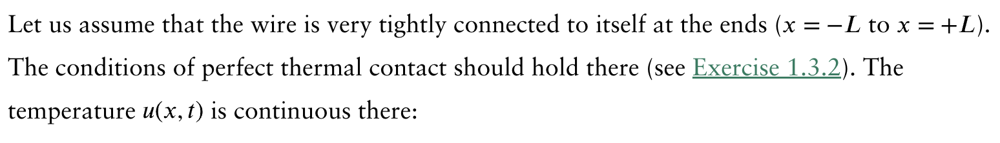 Let us assume that the wire is very tightly connected to itself at the ends (x = −L to x = +L).
The conditions of perfect thermal contact should hold there (see Exercise 1.3.2). The
temperature u(x, t) is continuous there: